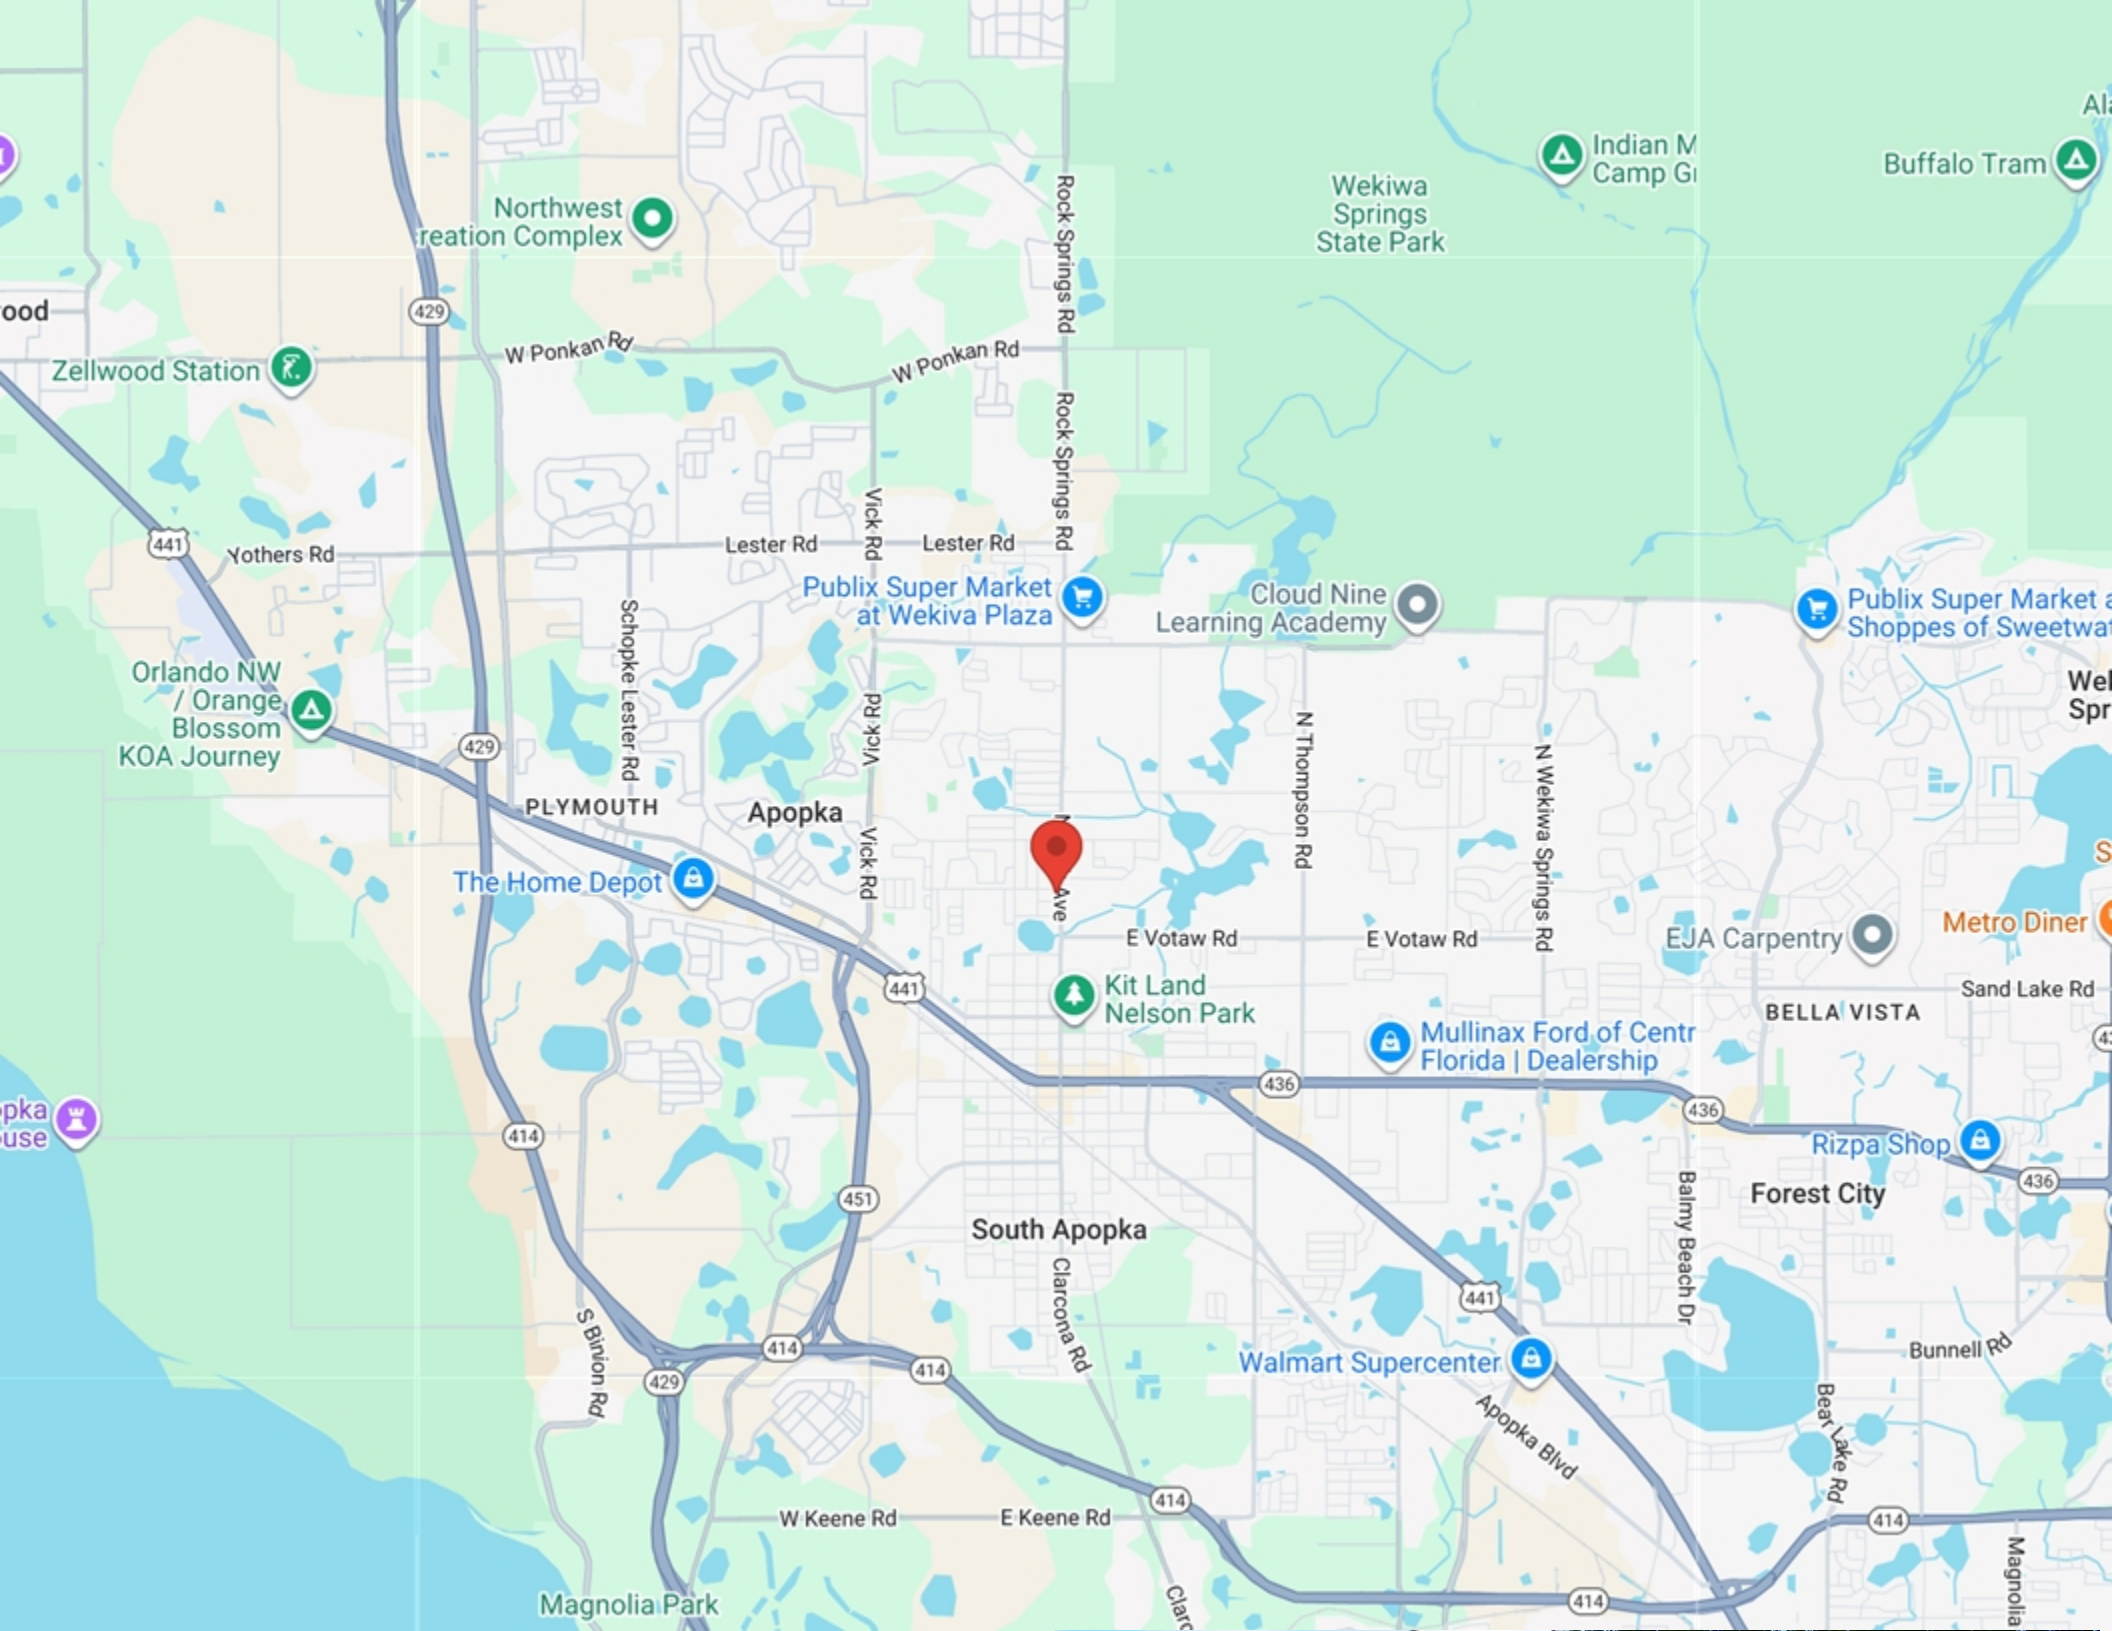 Ala
Indian M
Camp Gr
Buffalo Tram
Wekiwa
Springs
State Park
Northwest
reation Complex
Rock Springs Rd
429
ood
W Ponkan Rd
W Ponkan Rd
Zellwood Station
Rock Springs Rd
Vick Rd
441
Yothers Rd
Lester Rd
Lester Rd
Publix Super Market
at Wekiva Plaza
Cloud Nine
Learning Academy
Publix Super Market a
Shoppes of Sweetwat
Schopke Lester Rd
Orlando NW
/ Orange
Blossom
KOA Journey
Wel
Spr
Vick Rd
N Thompson Rd
429
N Wekiwa Springs Rd
PLYMOUTH
Apopka
Vick Rd
N
Ave
S
The Home Depot
Metro Diner
E Votaw Rd
E Votaw Rd
EJA Carpentry
441
Kit Land
Nelson Park
Sand Lake Rd
BELLA VISTA
Mullinax Ford of Centr
Florida | Dealership
43
436
436
opka
ouse
414
Rizpa Shop
436
451
Balmy Beach Dr
Forest City
South Apopka
Clarcona Rd
441
S Binion Rd
414
414
Walmart Supercenter
Bunnell Rd
429
Apopka Blvd
Bear Lake Rd
414
W Keene Rd
E Keene Rd
414
Magnolia
Magnolia Park
Clarc
414